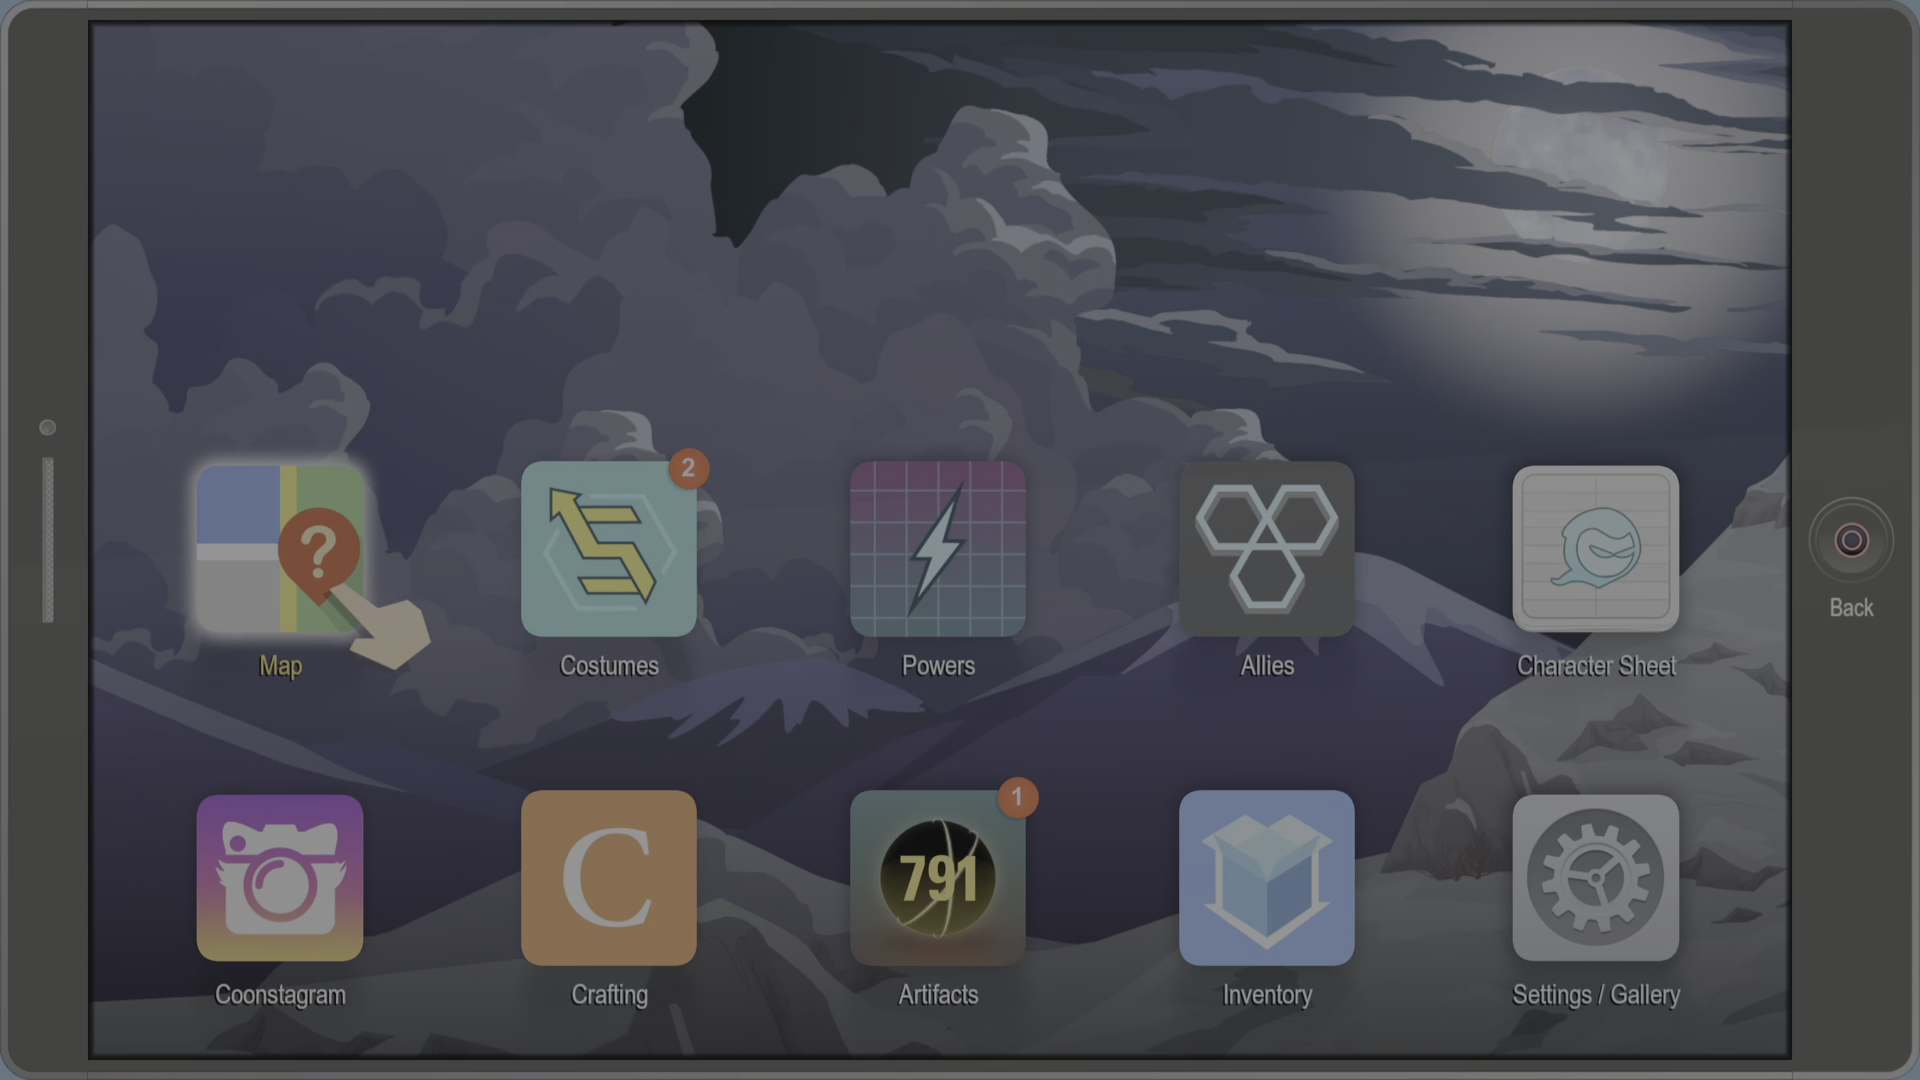 2
?
Map
Costumes
Powers
Allies
Character Sheet
Back
1
C
791
Coonstagram
Crafting
Artifacts
Inventory
Settings / Gallery